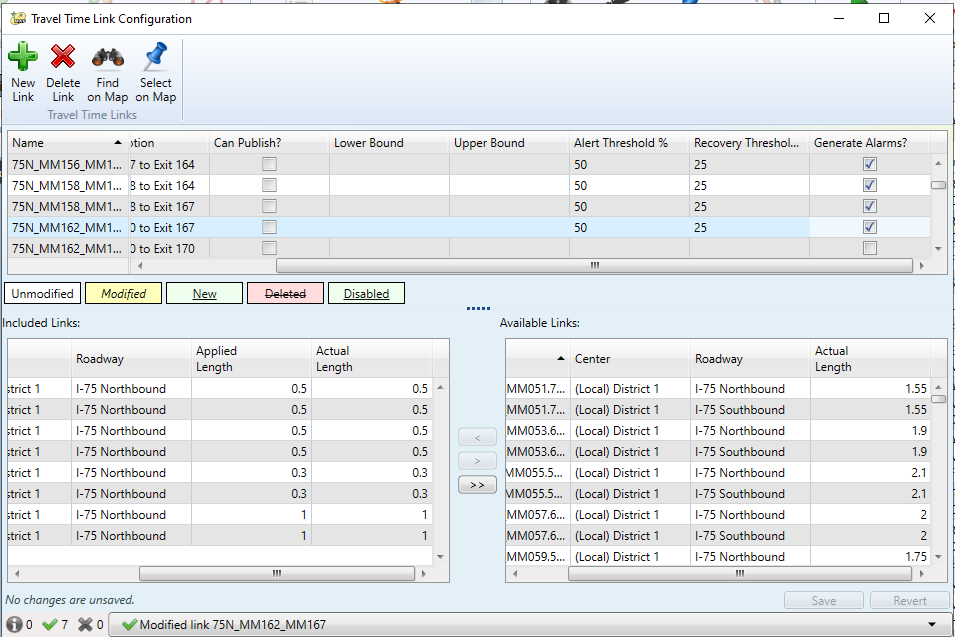 Travel Time Link Configuration
New Link
Delete Link
Find on Map
Select on Map
Travel Time Links
Name ption Can Publish? Lower Bound Upper Bound Alert Threshold % Recovery Threshol... Generate Alarms?
75N_MM156_MM1... 7 to Exit 164 50 25
75N_MM158_MM1... 8 to Exit 164 50 25
75N_MM158_MM1... 8 to Exit 167 50 25
75N_MM162_MM1... 0 to Exit 167 50 25
75N_MM162_MM1... 0 to Exit 170
Unmodified Modified New Deleted Disabled
Included Links:
Roadway Applied Length Actual Length
strict 1 I-75 Northbound 0.5 0.5
strict 1 I-75 Northbound 0.5 0.5
strict 1 I-75 Northbound 0.5 0.5
strict 1 I-75 Northbound 0.5 0.5
strict 1 I-75 Northbound 0.3 0.3
strict 1 I-75 Northbound 0.3 0.3
strict 1 I-75 Northbound 1 1
strict 1 I-75 Northbound 1 1
<
>
>>
Available Links:
Center Roadway Actual Length
MM051.7... (Local) District 1 I-75 Northbound 1.55
MM051.7... (Local) District 1 I-75 Southbound 1.55
MM053.6... (Local) District 1 I-75 Northbound 1.9
MM053.6... (Local) District 1 I-75 Southbound 1.9
MM055.5... (Local) District 1 I-75 Northbound 2.1
MM055.5... (Local) District 1 I-75 Southbound 2.1
MM057.6... (Local) District 1 I-75 Northbound 2
MM057.6... (Local) District 1 I-75 Southbound 2
MM059.5... (Local) District 1 I-75 Northbound 1.75
No changes are unsaved.
Save Revert
0 7 0 Modified link 75N_MM162_MM167